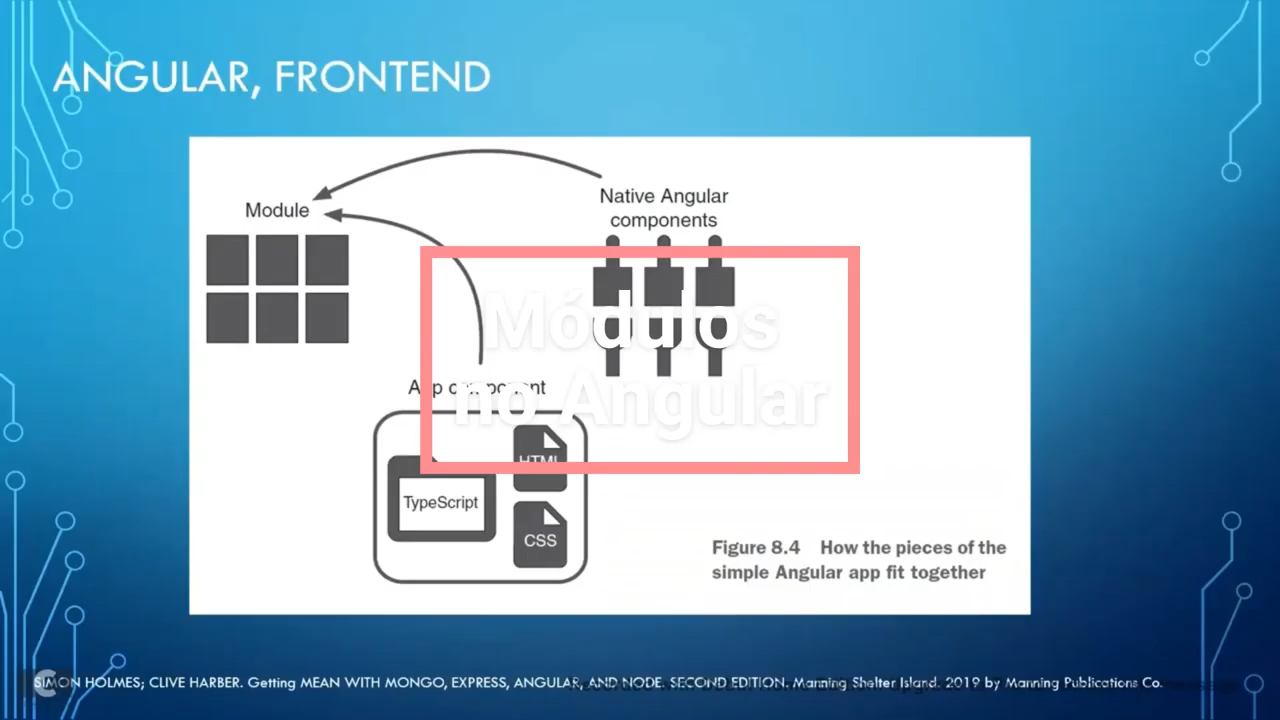 ANGULAR, FRONTEND
Native Angular
components
Module
Módulos
no Angular
App component
HTML
TypeScript
CSS
Figure 8.4 How the pieces of the
simple Angular app fit together
SIMON HOLMES; CLIVE HARBER. Getting MEAN WITH MONGO, EXPRESS, ANGULAR, AND NODE. SECOND EDITION. Manning Shelter Island. 2019 by Manning Publications Co.